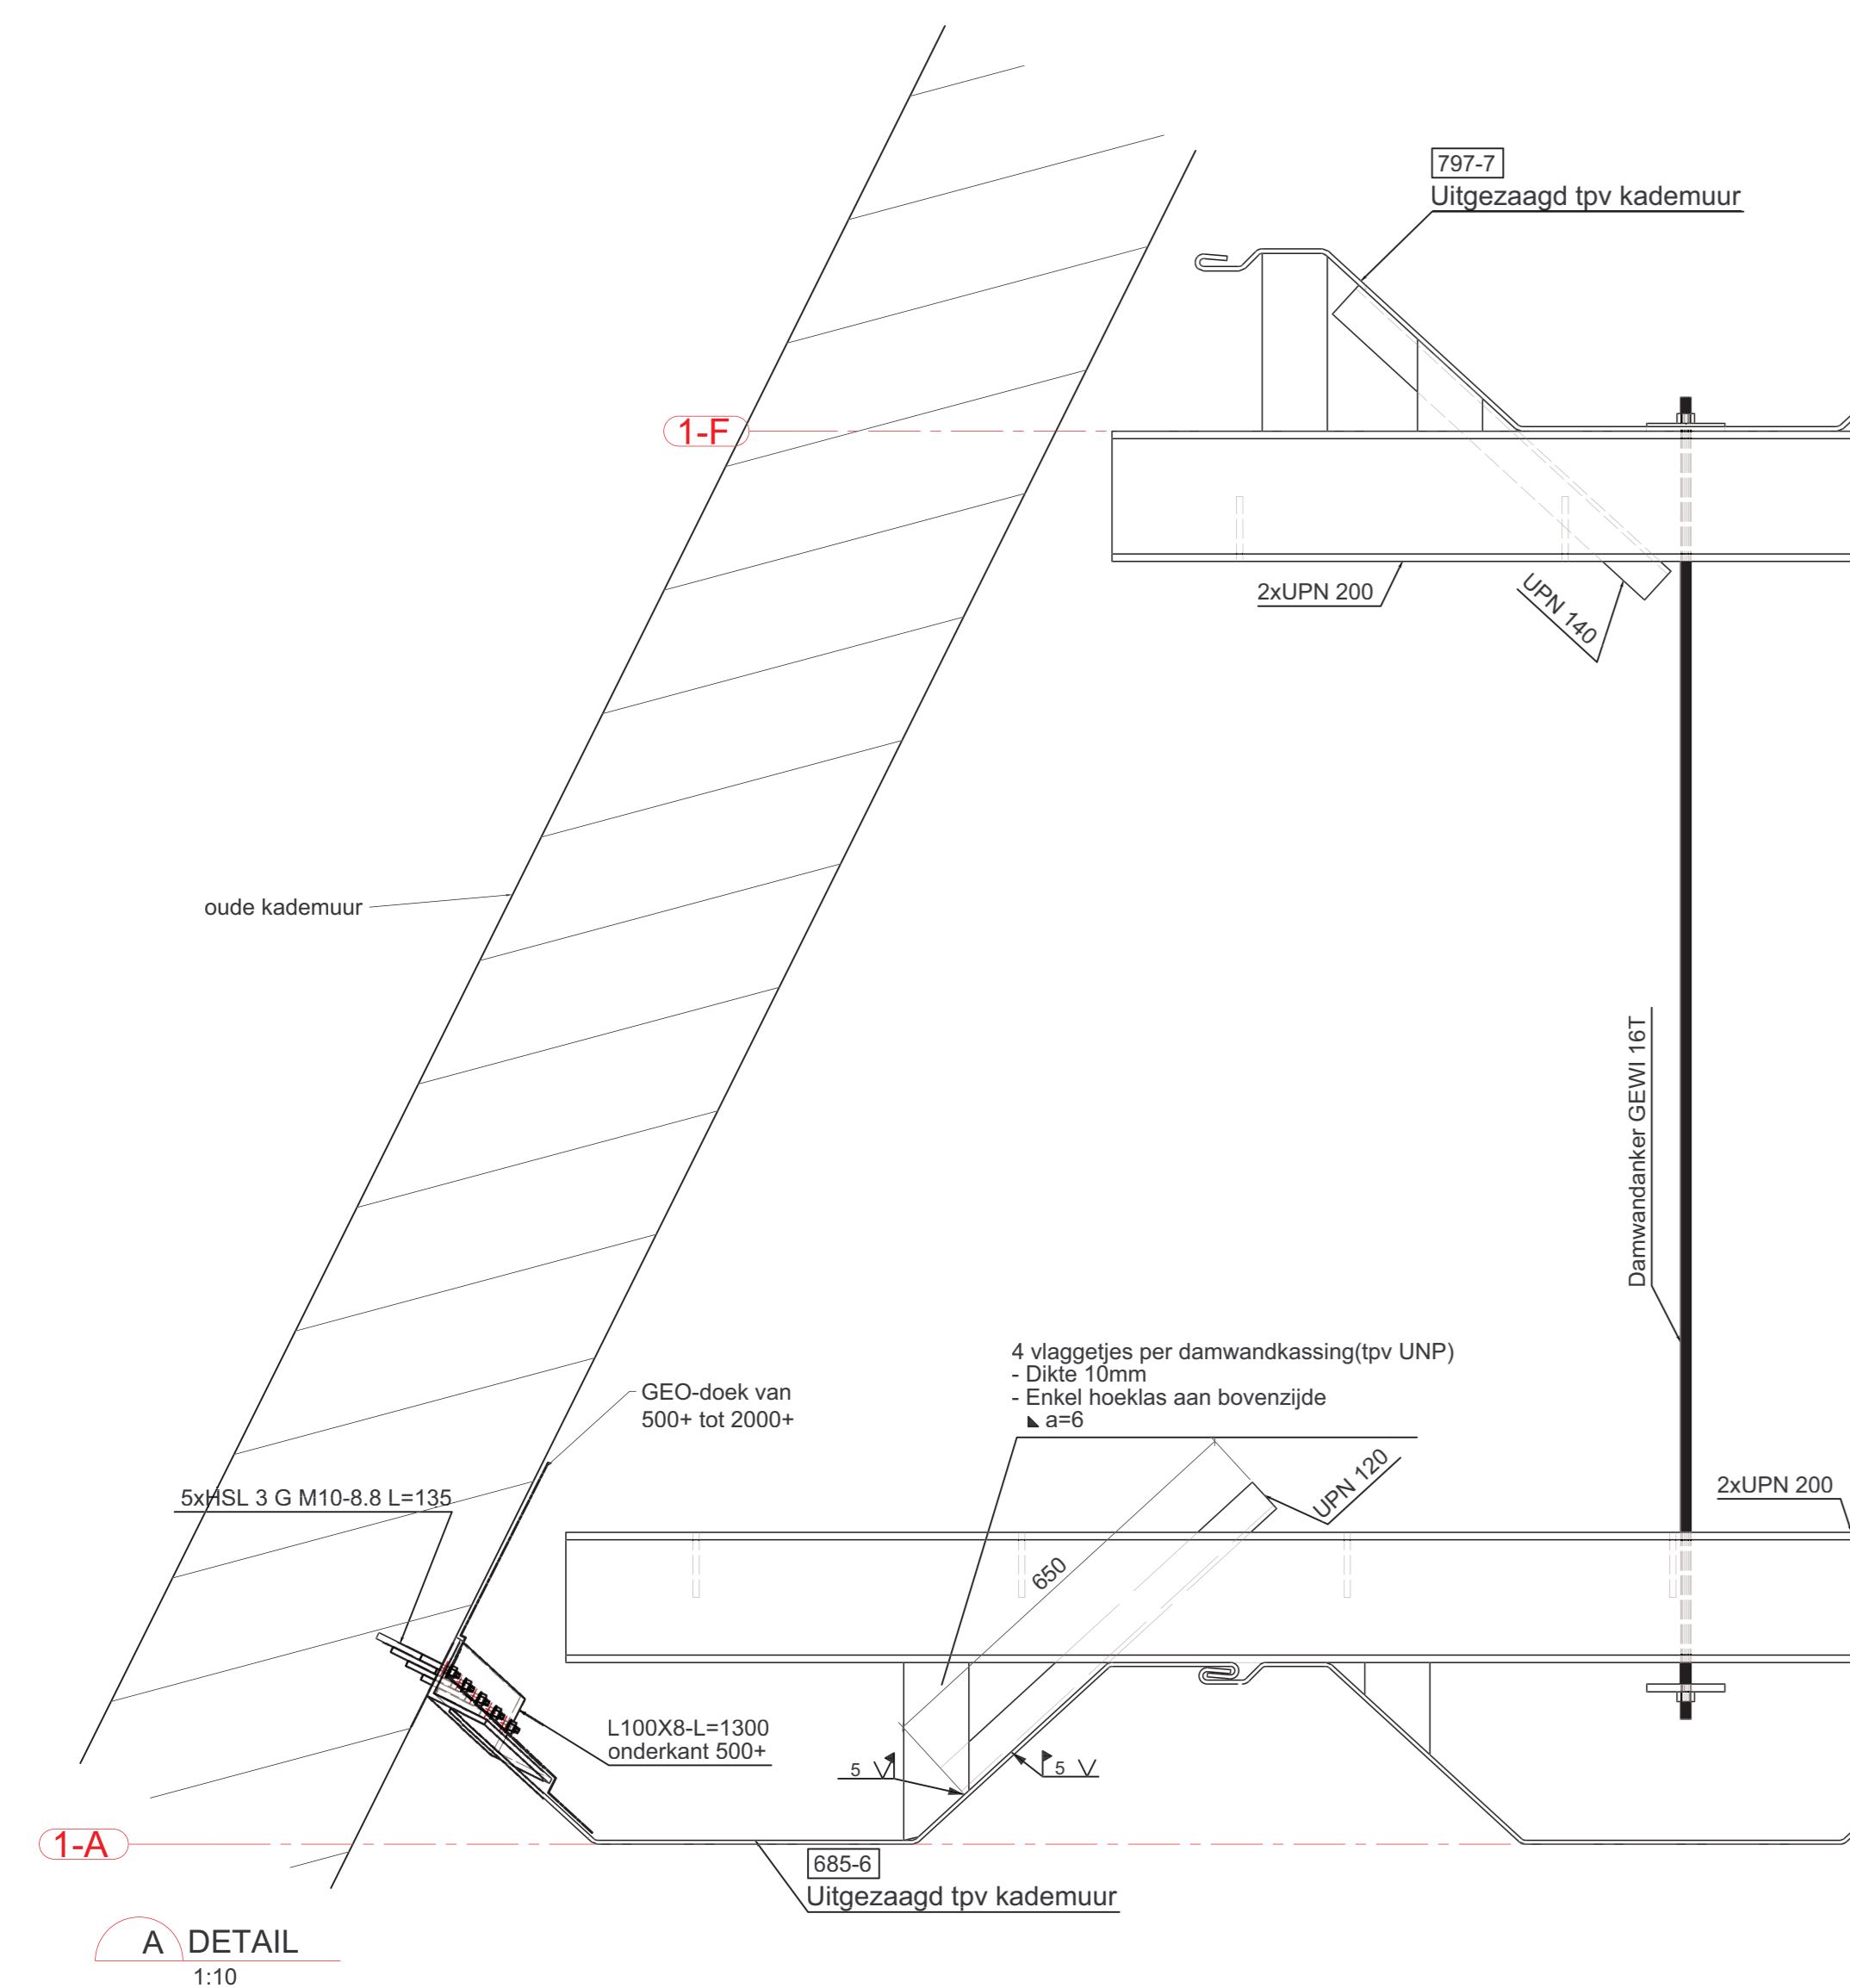 797-7
Uitgezaagd tpv kademuur
1-F
2xUPN 200
UPN 140
oude kademuur
Damwandanker GEWI 16T
4 vlaggetjes per damwandkassing(tpv UNP)
- Dikte 10mm
- Enkel hoeklas aan bovenzijde
a=6
GEO-doek van
500+ tot 2000+
UPN 120
5xHSL 3 G M10-8.8 L=135
2xUPN 200
650
L100X8-L=1300
onderkant 500+
5
5
1-A
685-6
Uitgezaagd tpv kademuur
A DETAIL
1:10